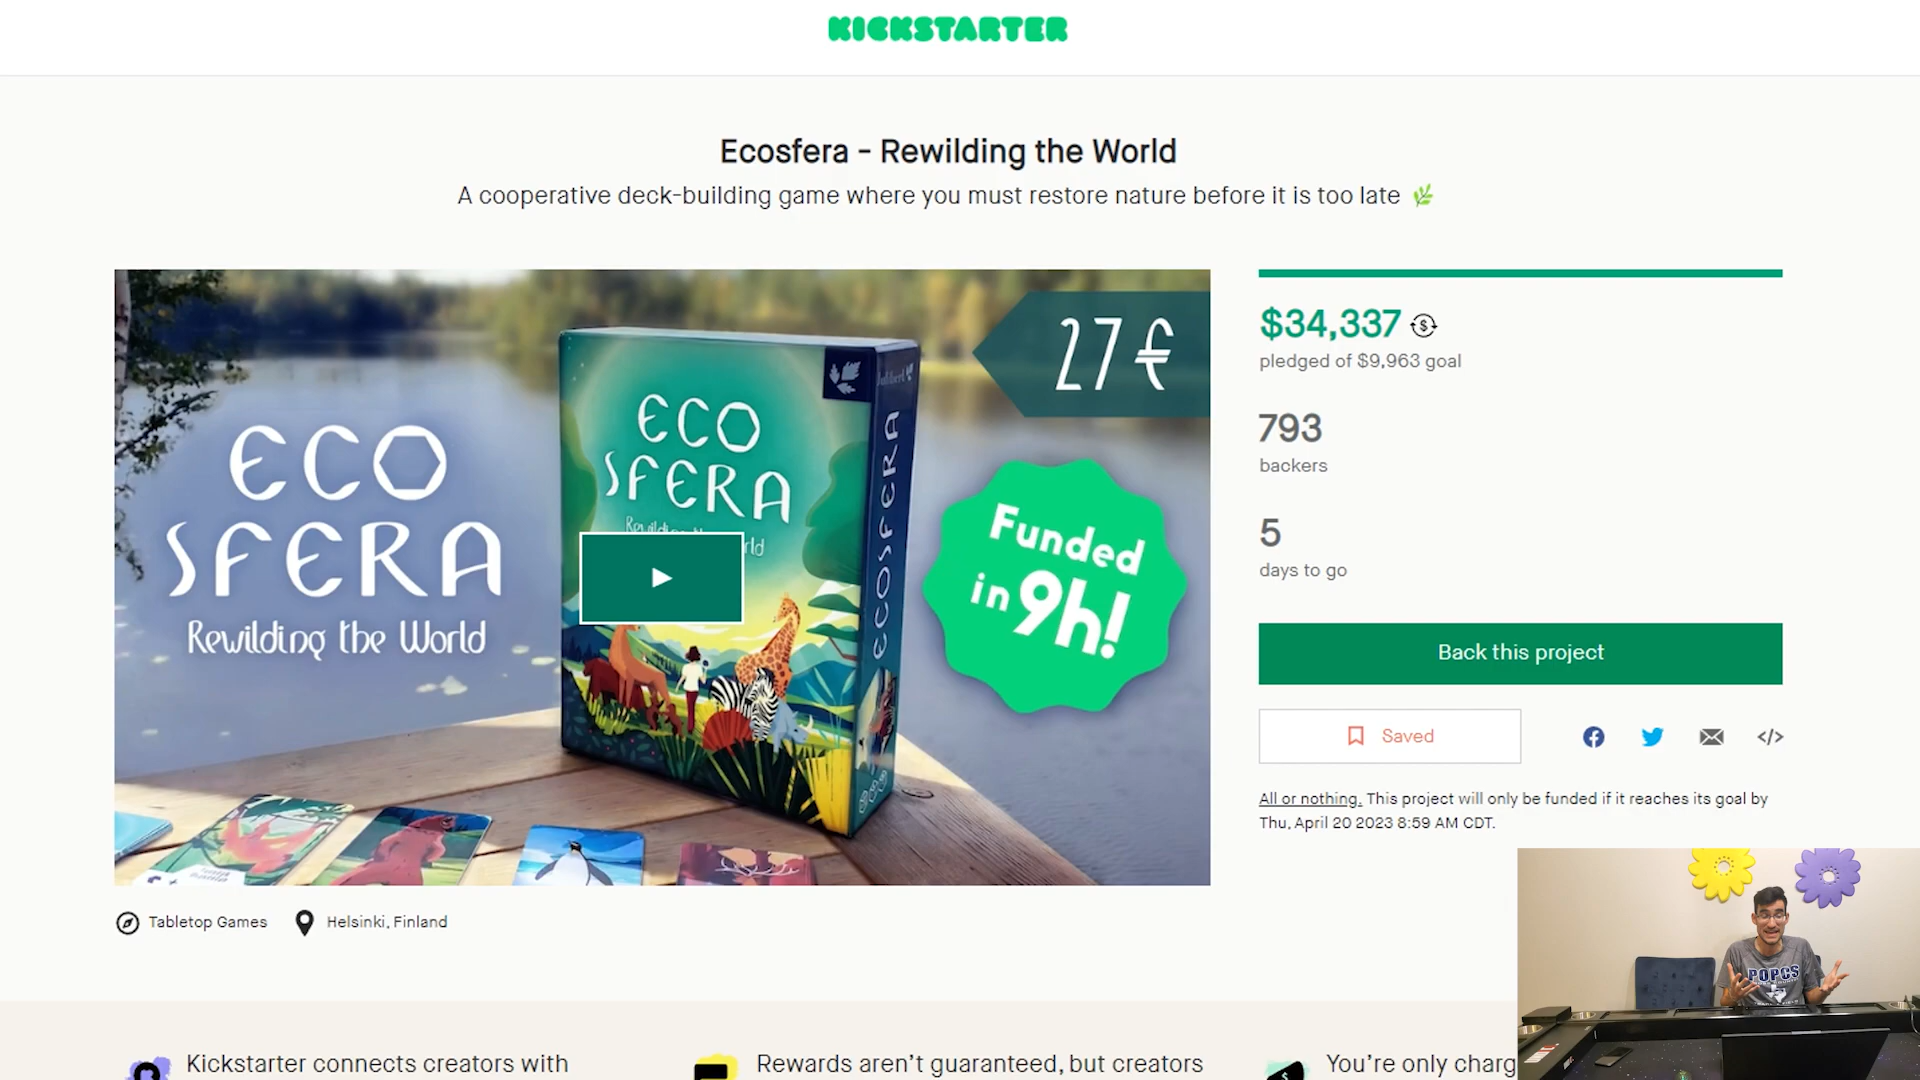 KICKSTARTER
Ecosfera - Rewilding the World
A cooperative deck-building game where you must restore nature before it is too late
27€
ECO
SFERA
Rewilding the World
ECO
SFERA
ECOSFERA
Funded
in 9h!
$34,337
pledged of $9,963 goal
793
backers
5
days to go
Back this project
Saved
All or nothing. This project will only be funded if it reaches its goal by
Thu, April 20 2023 8:59 AM CDT.
Tabletop Games
Helsinki, Finland
POPCS
Kickstarter connects creators with
Rewards aren't guaranteed, but creators
You're only charg